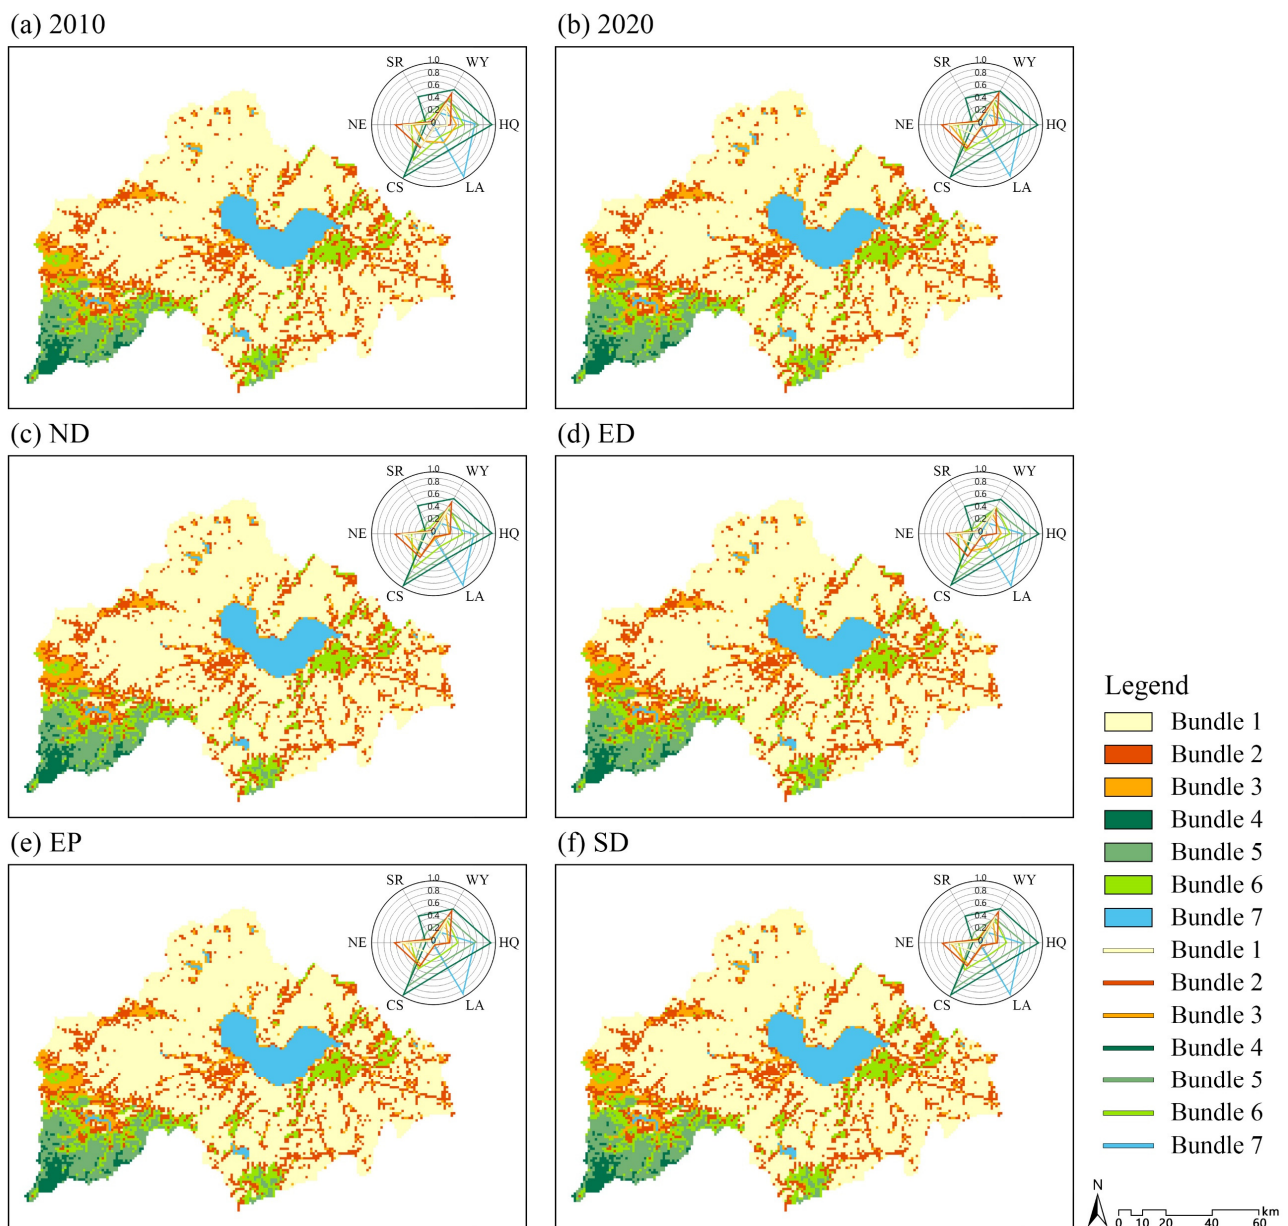 (a) 2010
SR
1.0
0.8
0.6
0.4
0.2
0
WY
NE
HQ
CS
LA
(b) 2020
SR
1.0
0.8
0.6
0.4
0.2
0
WY
NE
HQ
CS
LA
(c) ND
SR
1.0
0.8
0.6
0.4
0.2
0
WY
NE
HQ
CS
LA
(d) ED
SR
1.0
0.8
0.6
0.4
0.2
0
WY
NE
HQ
CS
LA
(e) EP
SR
1.0
0.8
0.6
0.4
0.2
0
WY
NE
HQ
CS
LA
(f) SD
SR
1.0
0.8
0.6
0.4
0.2
0
WY
NE
HQ
CS
LA
Legend
Bundle 1
Bundle 2
Bundle 3
Bundle 4
Bundle 5
Bundle 6
Bundle 7
Bundle 1
Bundle 2
Bundle 3
Bundle 4
Bundle 5
Bundle 6
Bundle 7
N
km
0 10 20 40 60